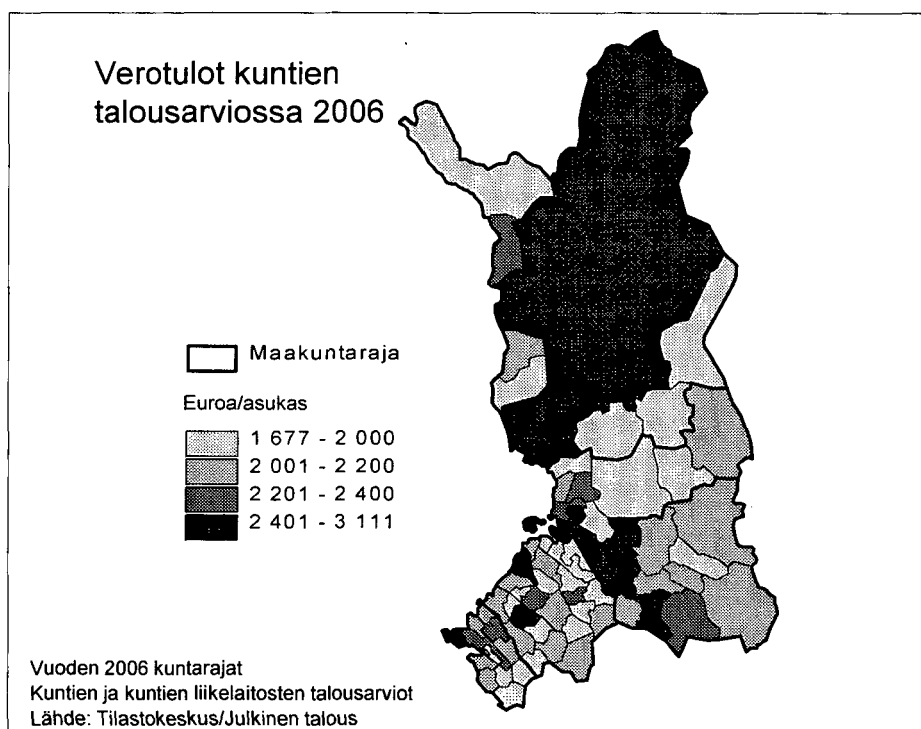 Verotulot kuntien
talousarviossa 2006
Maakuntaraja
Euroa/asukas
1 677 - 2 000
2 001 - 2 200
2 201 - 2 400
2 401 - 3 111
Vuoden 2006 kuntarajat
Kuntien ja kuntien liikelaitosten talousarviot
Lähde: Tilastokeskus/Julkinen talous